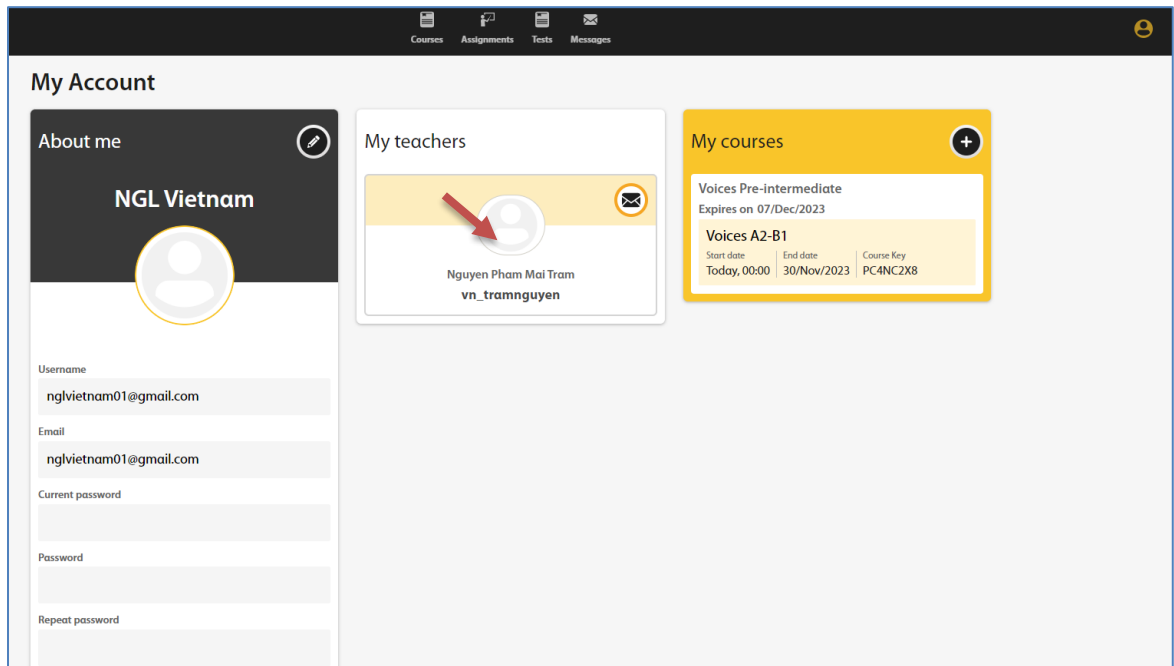 Courses Assignments Tests Messages
My Account
About me
NGL Vietnam
Username
nglvietnam01@gmail.com
Email
nglvietnam01@gmail.com
Current password
Password
Repeat password
My teachers
Nguyen Pham Mai Tram
vn_tramnguyen
My courses
Voices Pre-intermediate
Expires on 07/Dec/2023
Voices A2-B1
Start date End date Course Key
Today, 00:00 30/Nov/2023 PC4NC2X8